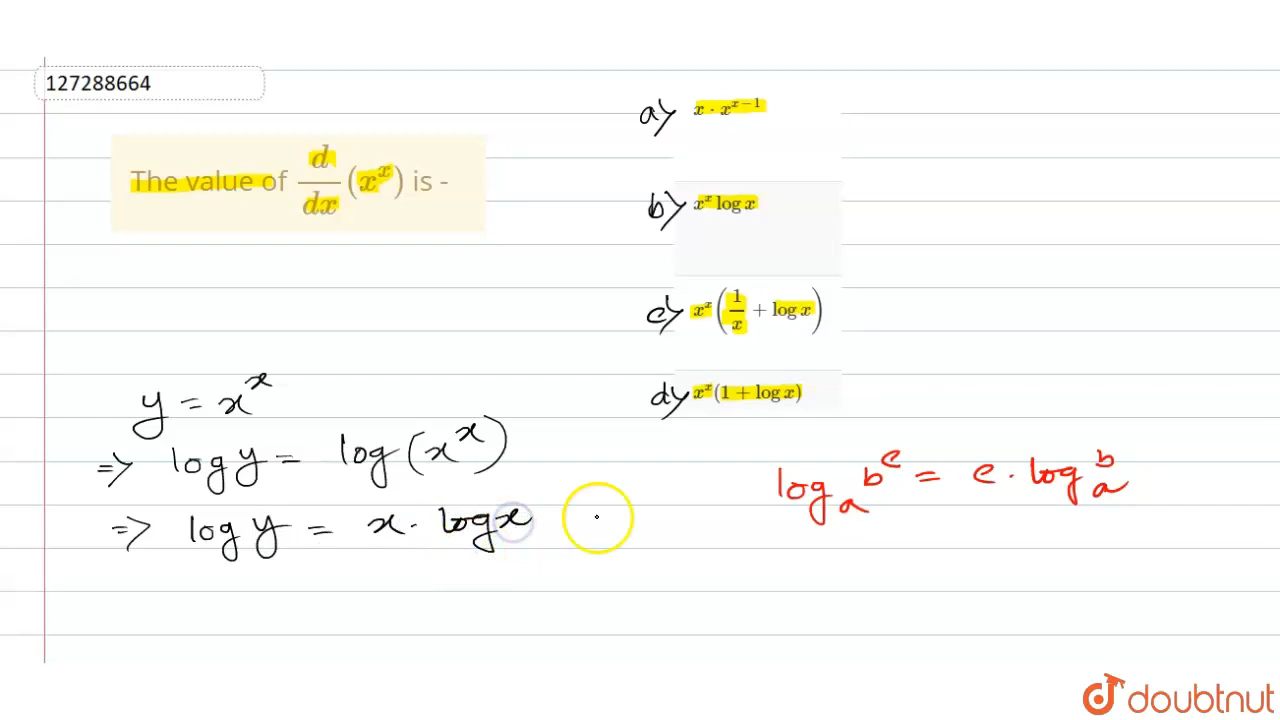 127288664
The value of d/dx (x^x) is -
a) x · x^(x−1)
b) x^x log x
c) x^x (1/x + log x)
d) x^x (1 + log x)
y = x^x
=> log y = log (x^x)
=> log y = x · log x
log_a b^c = c · log_a b
doubtnut